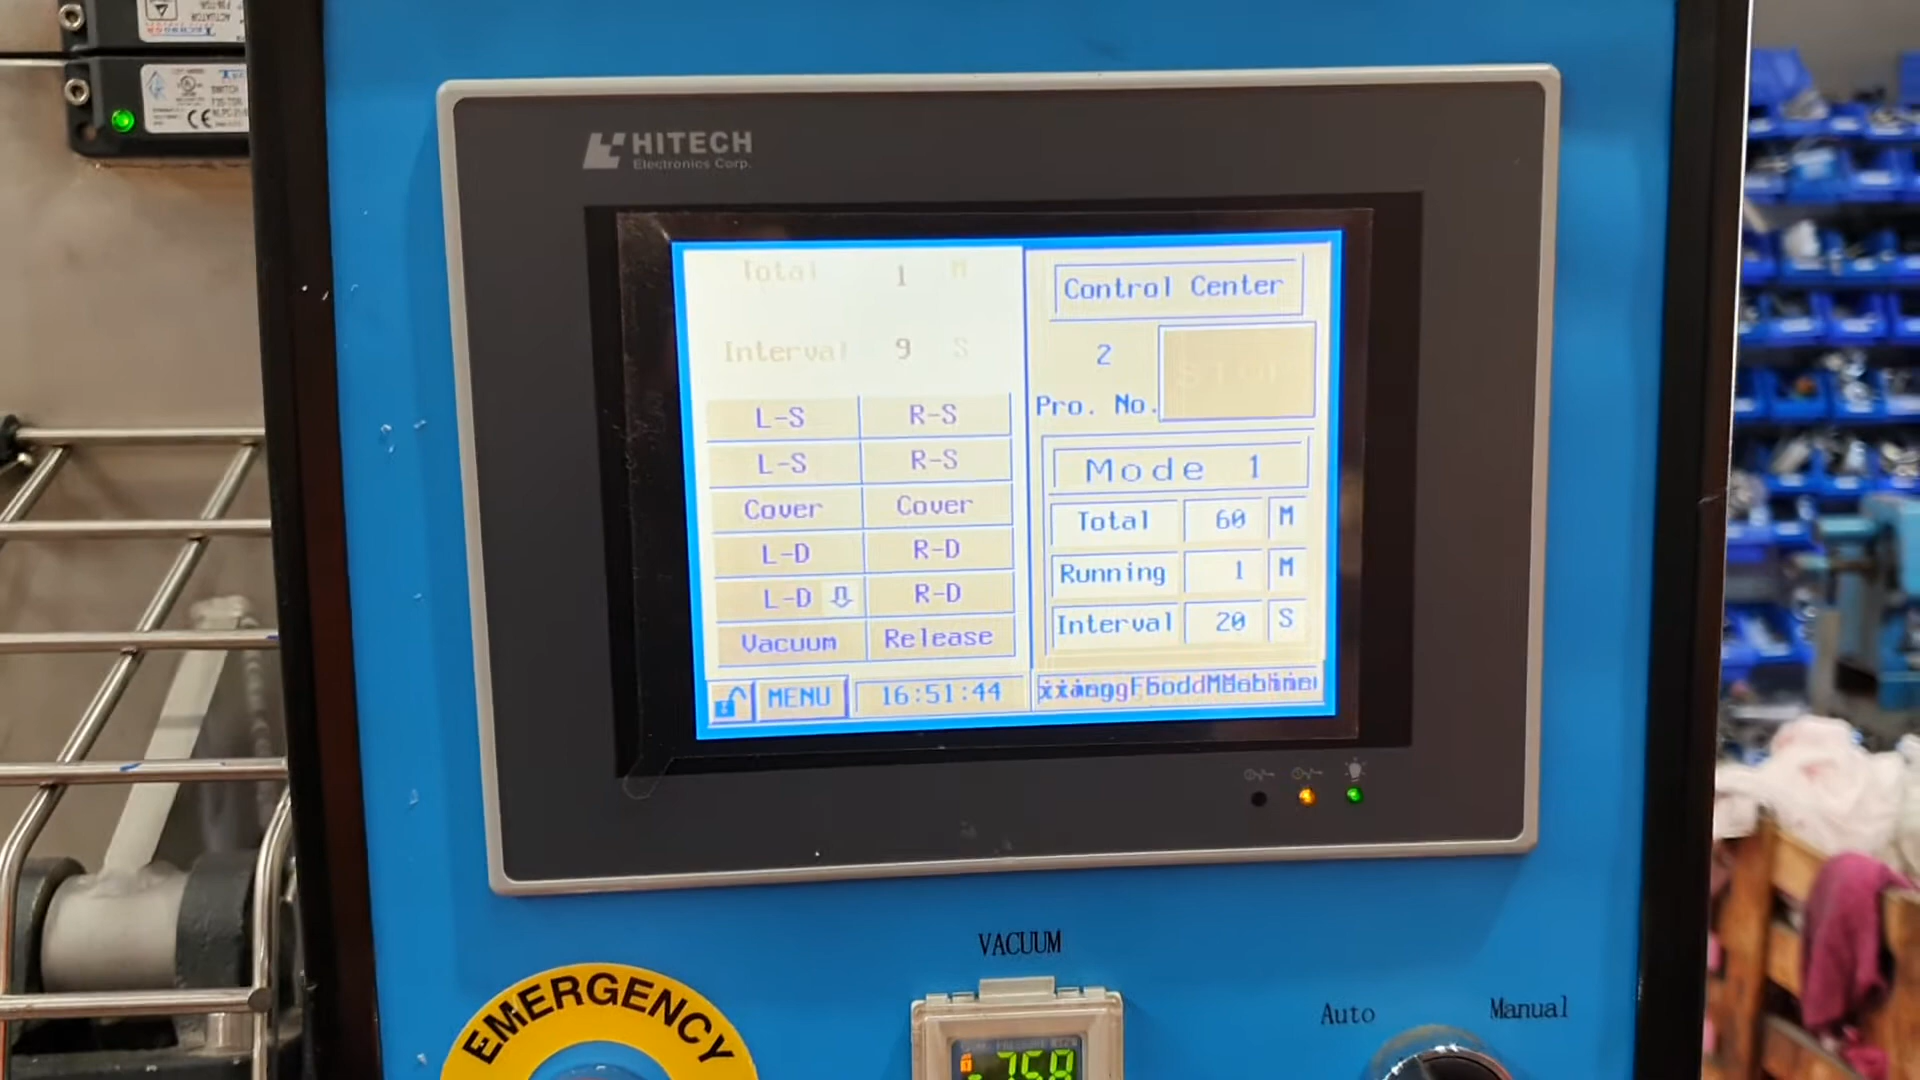 HITECH
Electronics Corp.
Total 1 M
Interval 9 S
L-S R-S
L-S R-S
Cover Cover
L-D R-D
L-D R-D
Vacuum Release
MENU 16:51:44
Control Center
2
Pro. No.
Mode 1
Total 60 M
Running 1 M
Interval 20 S
VACUUM
EMERGENCY
Auto Manual
CE